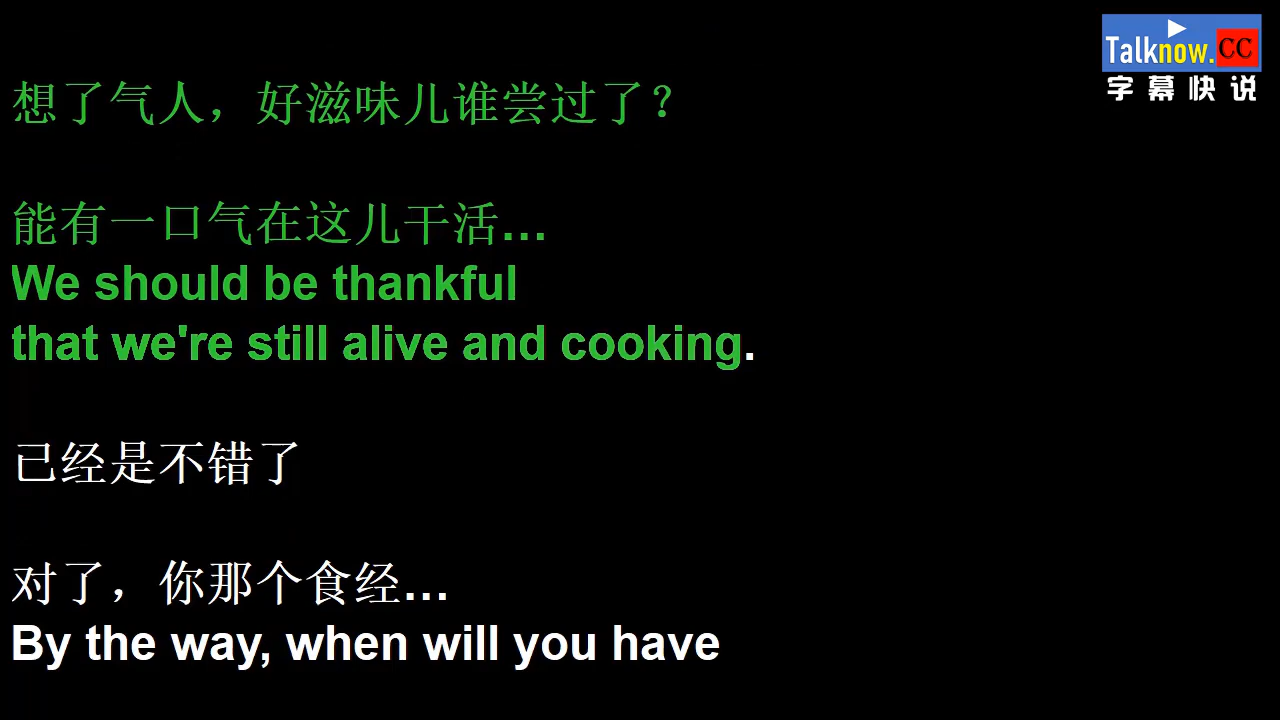 Talknow.CC
字幕快说
想了气人，好滋味儿谁尝过了？
能有一口气在这儿干活...
We should be thankful
that we're still alive and cooking.
已经是不错了
对了，你那个食经...
By the way, when will you have